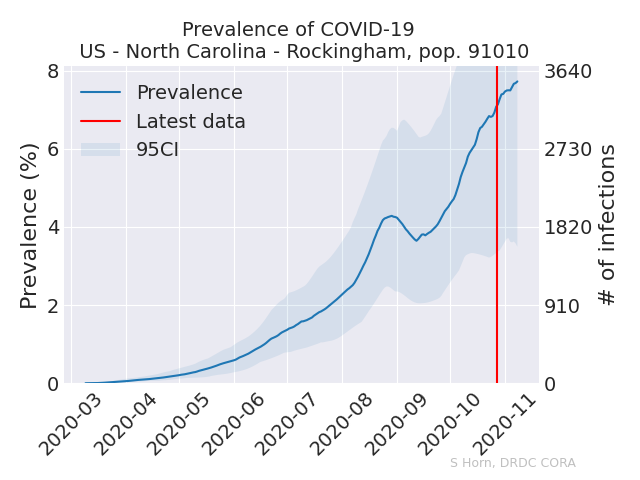 Prevalence of COVID-19
US - North Carolina - Rockingham, pop. 91010
Prevalence
Latest data
95CI
Prevalence (%)
8
6
4
2
0
3640
2730
1820
910
0
# of infections
2020-03
2020-04
2020-05
2020-06
2020-07
2020-08
2020-09
2020-10
2020-11
S Horn, DRDC CORA